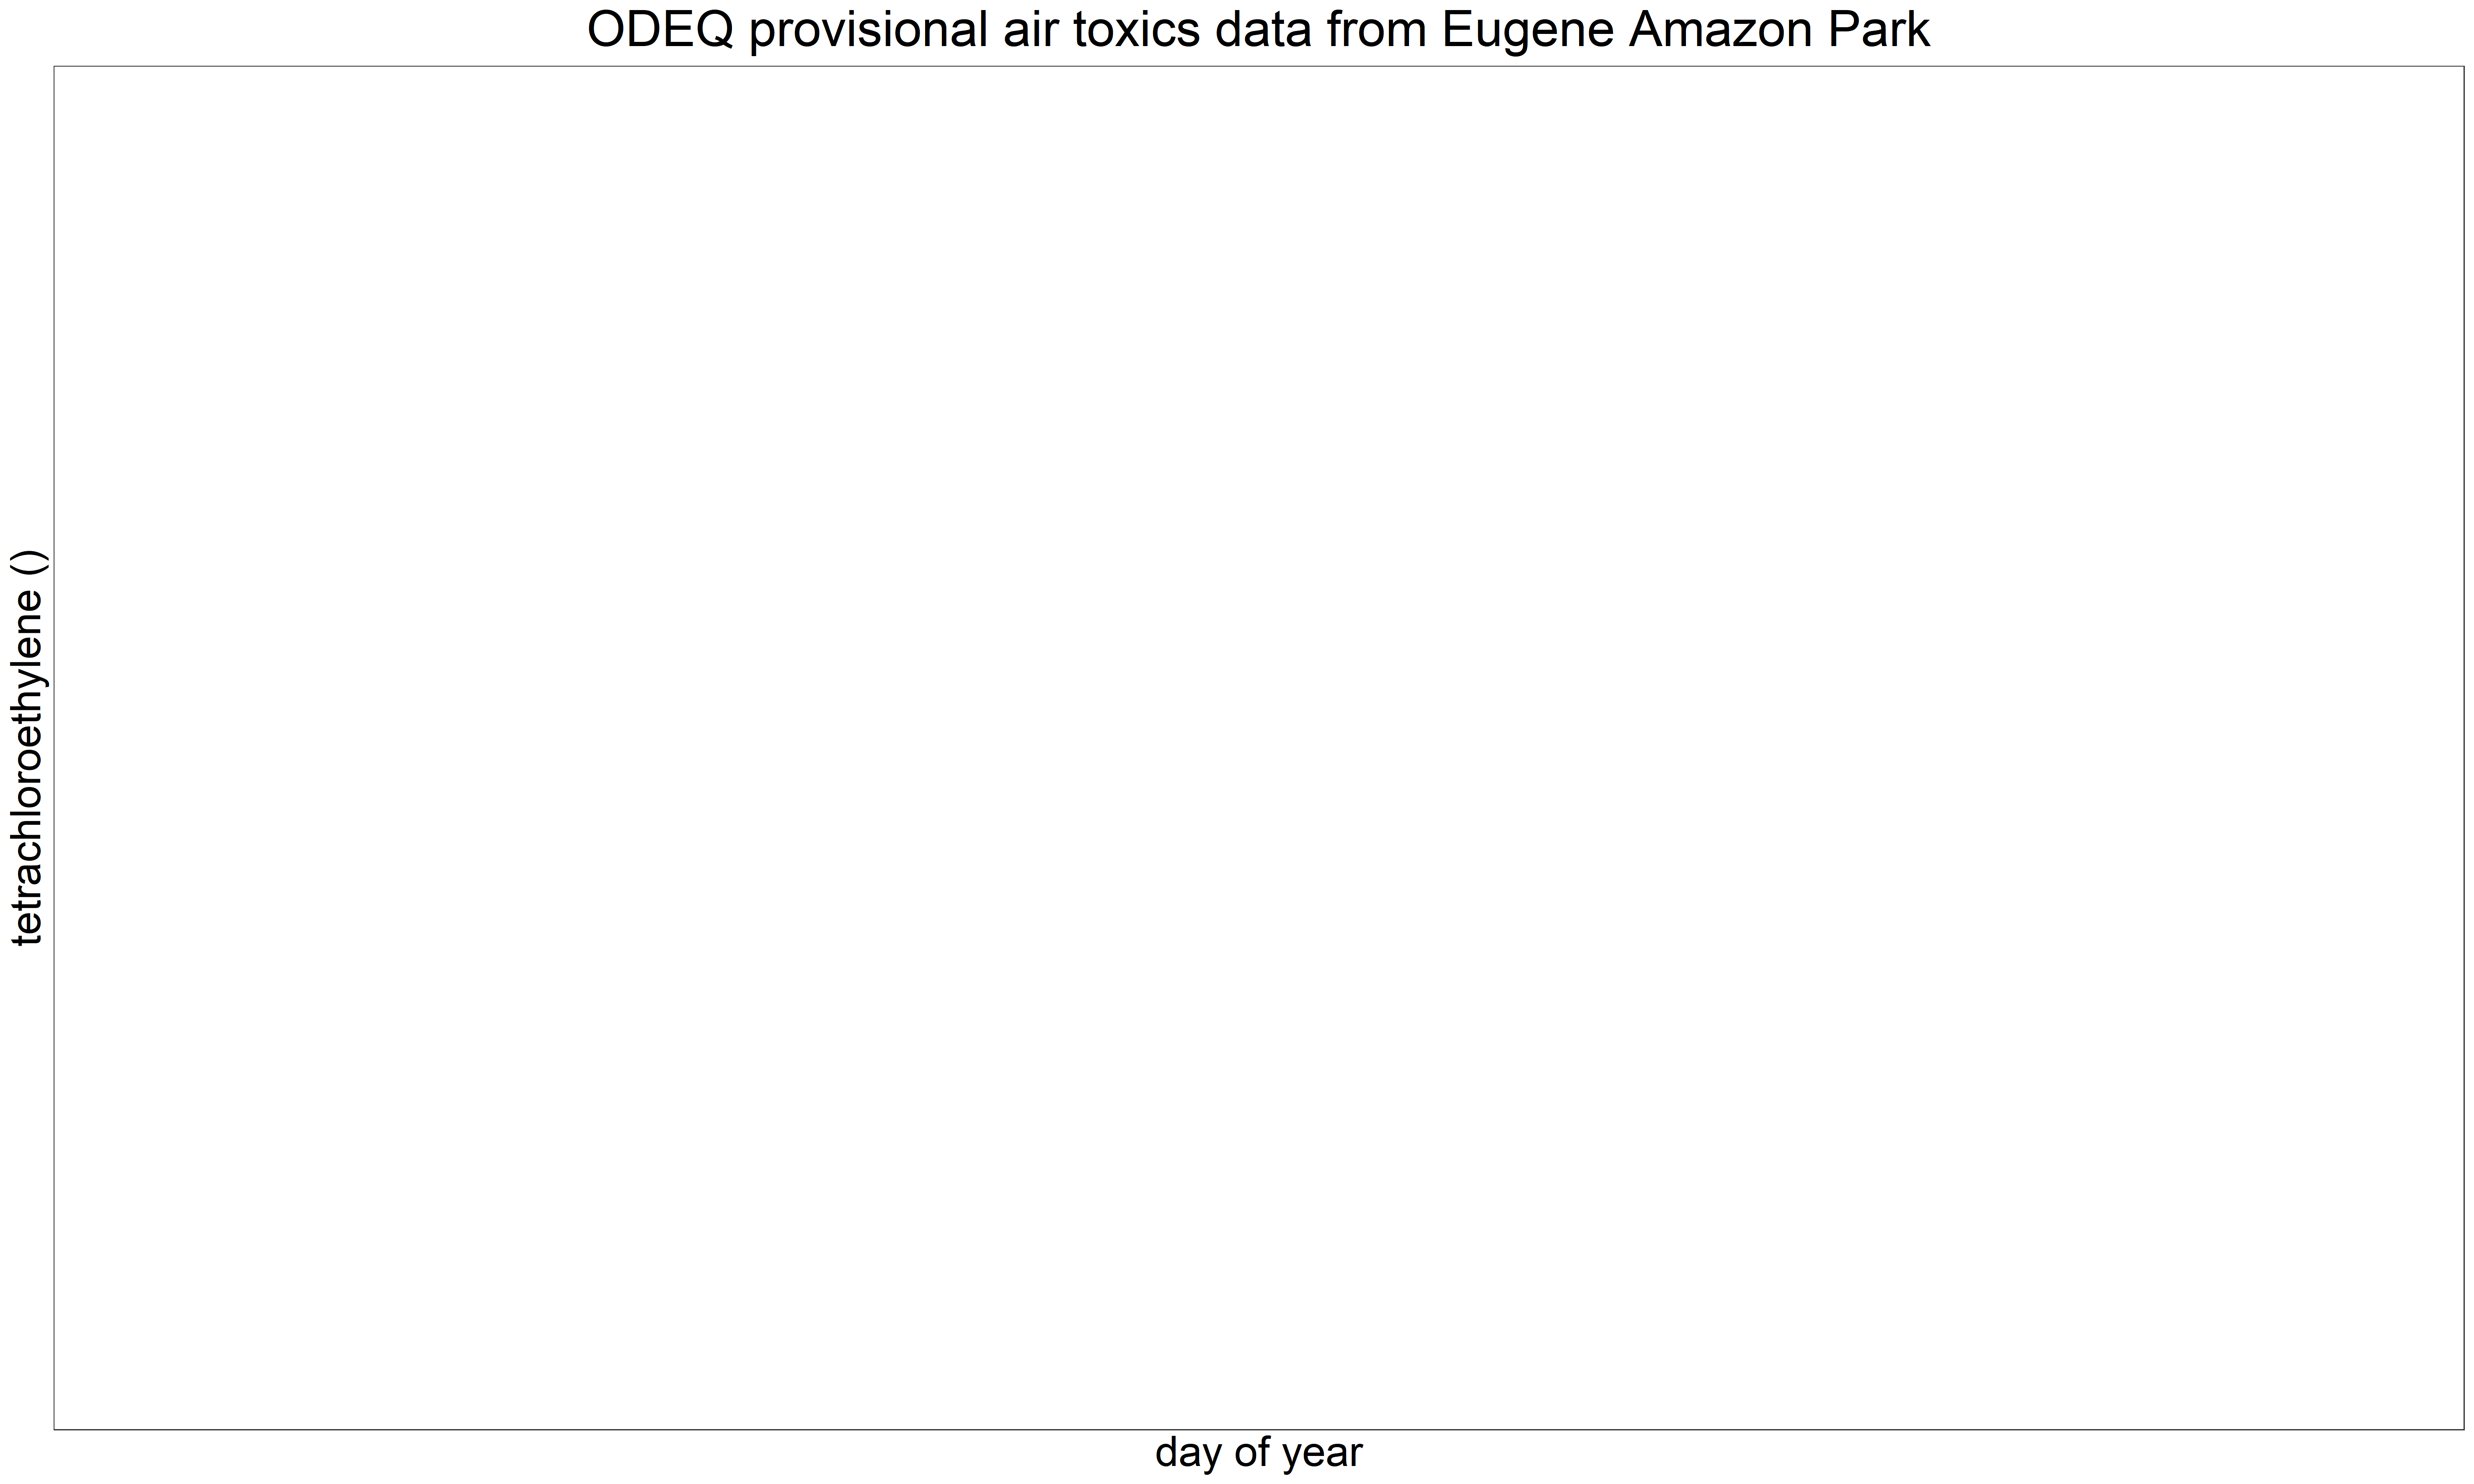 ODEQ provisional air toxics data from Eugene Amazon Park
tetrachloroethylene ()
day of year